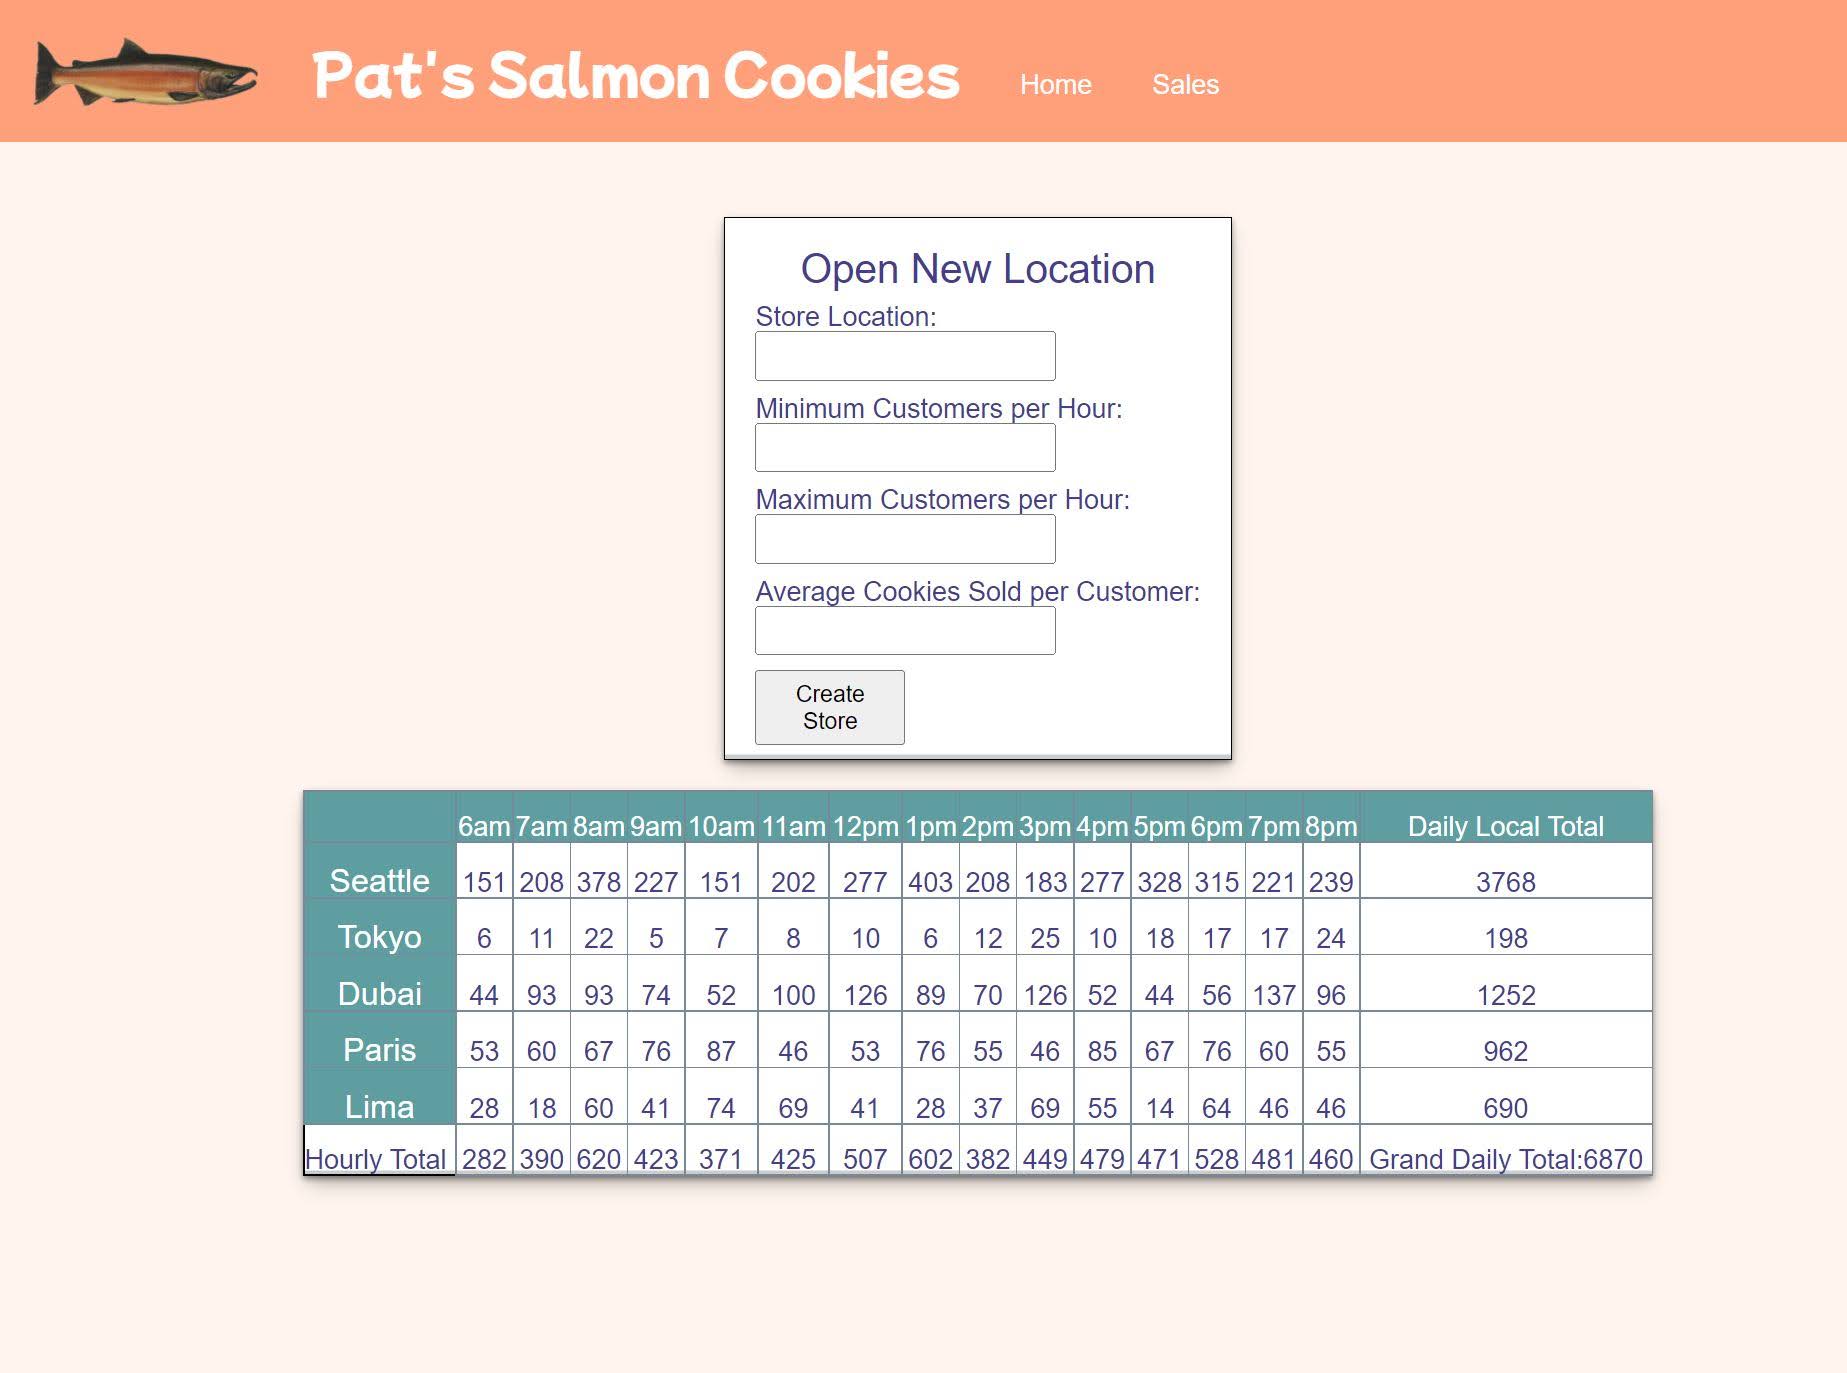 Pat's Salmon Cookies Home Sales
Open New Location
Store Location:
Minimum Customers per Hour:
Maximum Customers per Hour:
Average Cookies Sold per Customer:
Create
Store
6am 7am 8am 9am 10am 11am 12pm 1pm 2pm 3pm 4pm 5pm 6pm 7pm 8pm Daily Local Total
Seattle 151 208 378 227 151 202 277 403 208 183 277 328 315 221 239 3768
Tokyo 6 11 22 5 7 8 10 6 12 25 10 18 17 17 24 198
Dubai 44 93 93 74 52 100 126 89 70 126 52 44 56 137 96 1252
Paris 53 60 67 76 87 46 53 76 55 46 85 67 76 60 55 962
Lima 28 18 60 41 74 69 41 28 37 69 55 14 64 46 46 690
Hourly Total 282 390 620 423 371 425 507 602 382 449 479 471 528 481 460 Grand Daily Total:6870